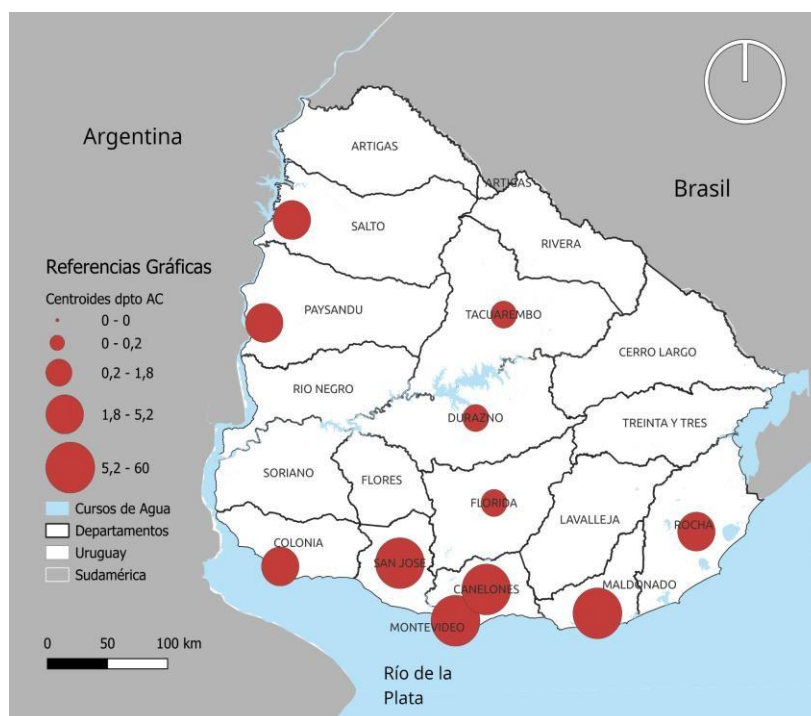 Argentina
Brasil
ARTIGAS
ARTIGAS
SALTO
RIVERA
Referencias Gráficas
Centroides dpto AC
0 - 0
0 - 0,2
0,2 - 1,8
1,8 - 5,2
5,2 - 60
Cursos de Agua
Departamentos
Uruguay
Sudamérica
PAYSANDU
TACUAREMBO
CERRO LARGO
RIO NEGRO
DURAZNO
TREINTA Y TRES
SORIANO
FLORES
FLORIDA
LAVALLEJA
ROCHA
COLONIA
SAN JOSE
CANELONES
MALDONADO
MONTEVIDEO
0 50 100 km
Río de la
Plata